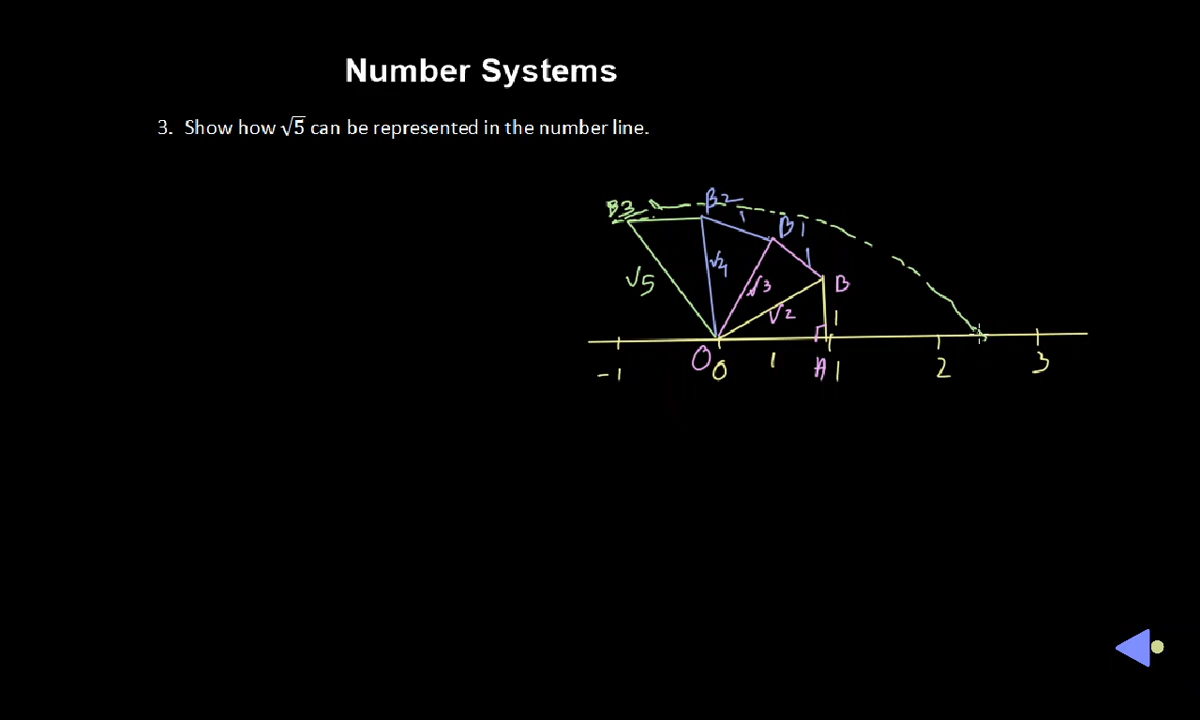 Number Systems
3. Show how √5 can be represented in the number line.
B3 B2
1 B1
√5 √4 1 B
√3
√2 1
O 0 1 A 1 2 3
-1